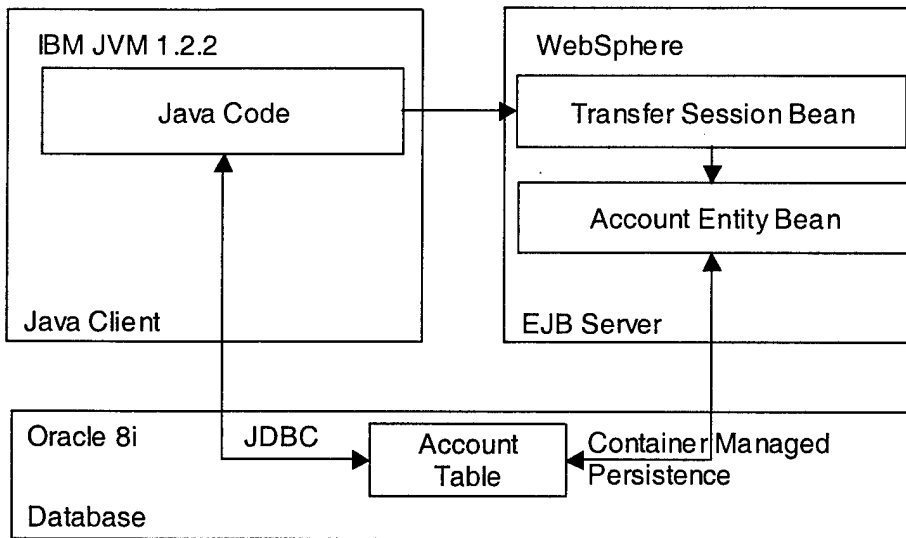 IBM JVM 1.2.2
Java Code
Java Client
WebSphere
Transfer Session Bean
Account Entity Bean
EJB Server
Oracle 8i
JDBC
Account
Table
Container Managed
Persistence
Database